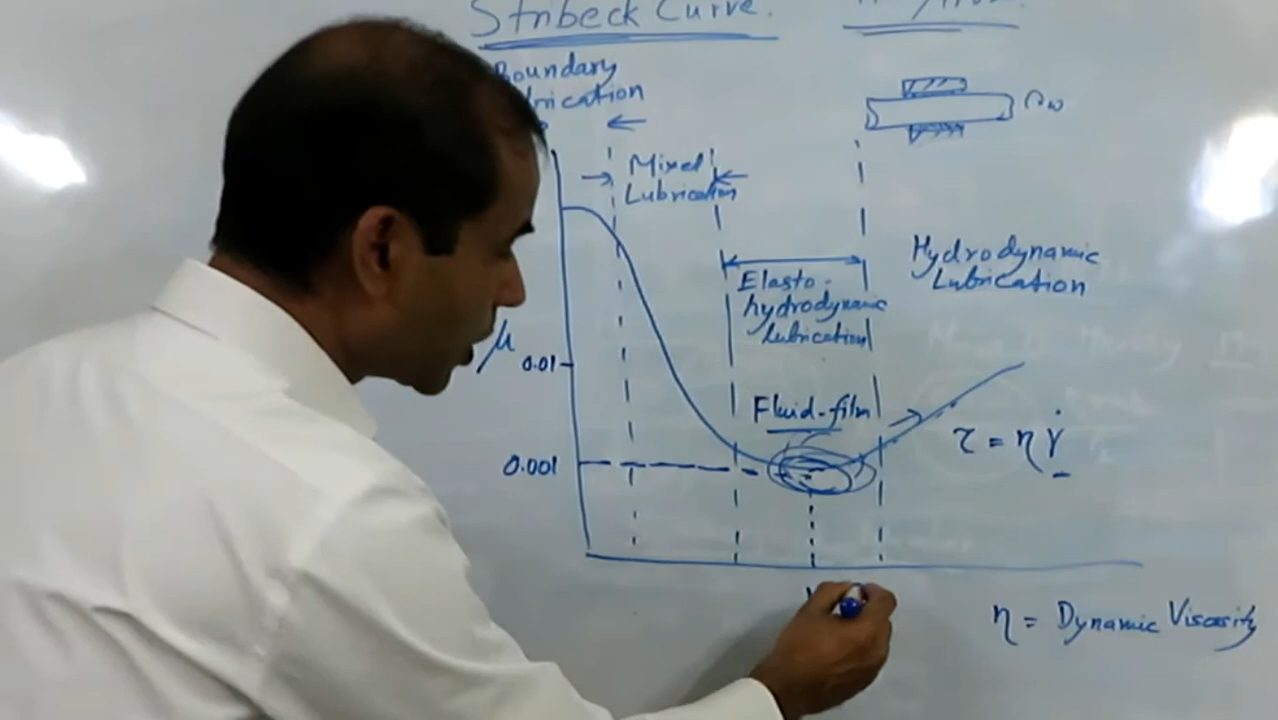 Stribeck Curve.
Boundary
Lubrication
ω
Mixed
Lubrication
Hydrodynamic
Lubrication
Elasto-
hydrodynamic
lubrication
μ
0.01
Fluid-film
τ = η γ̇
0.001
η = Dynamic Viscosity